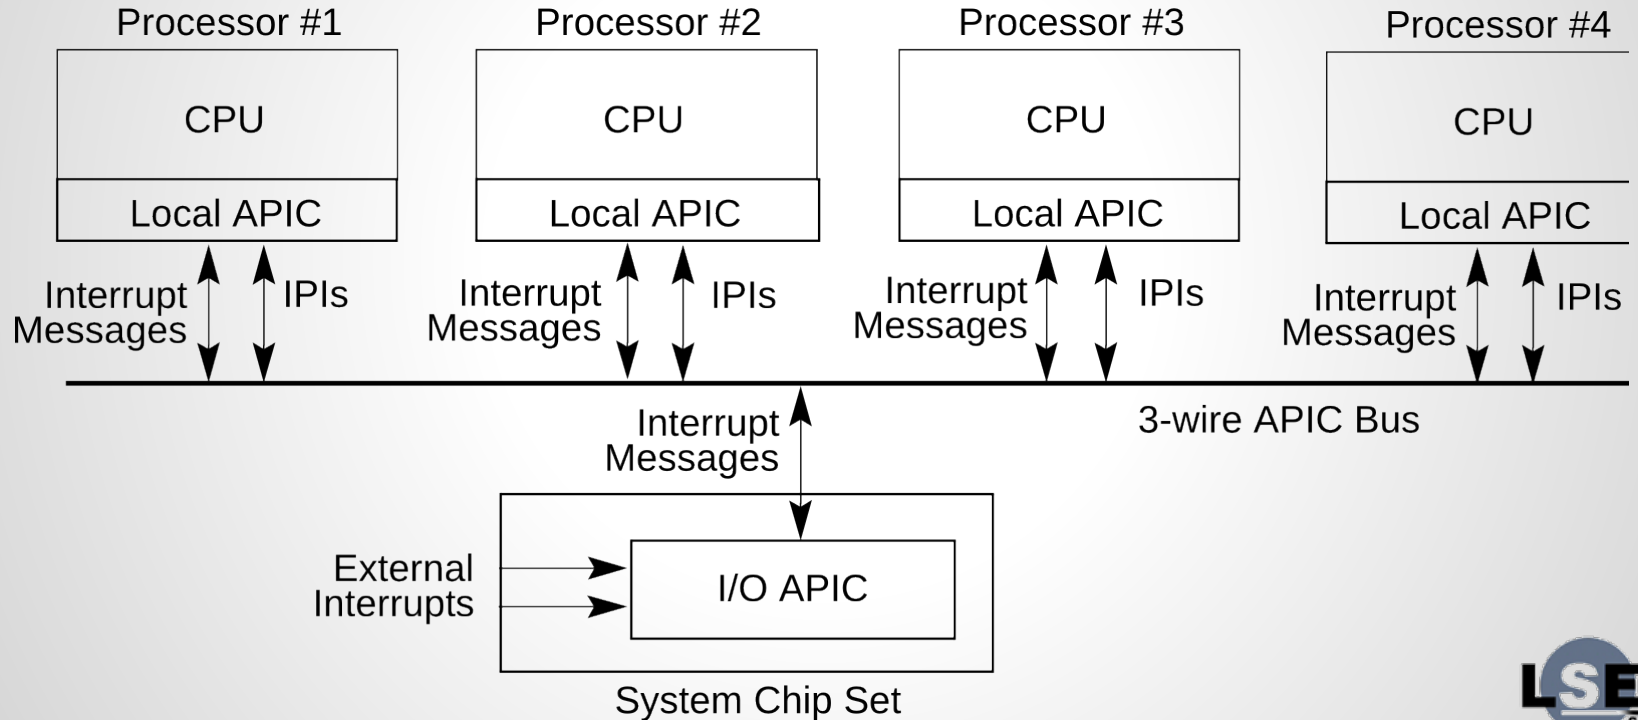 Processor #1
Processor #2
Processor #3
Processor #4
CPU
CPU
CPU
CPU
Local APIC
Local APIC
Local APIC
Local APIC
Interrupt
Messages
IPIs
Interrupt
Messages
IPIs
Interrupt
Messages
IPIs
Interrupt
Messages
IPIs
3-wire APIC Bus
Interrupt
Messages
External
Interrupts
I/O APIC
System Chip Set
LSE